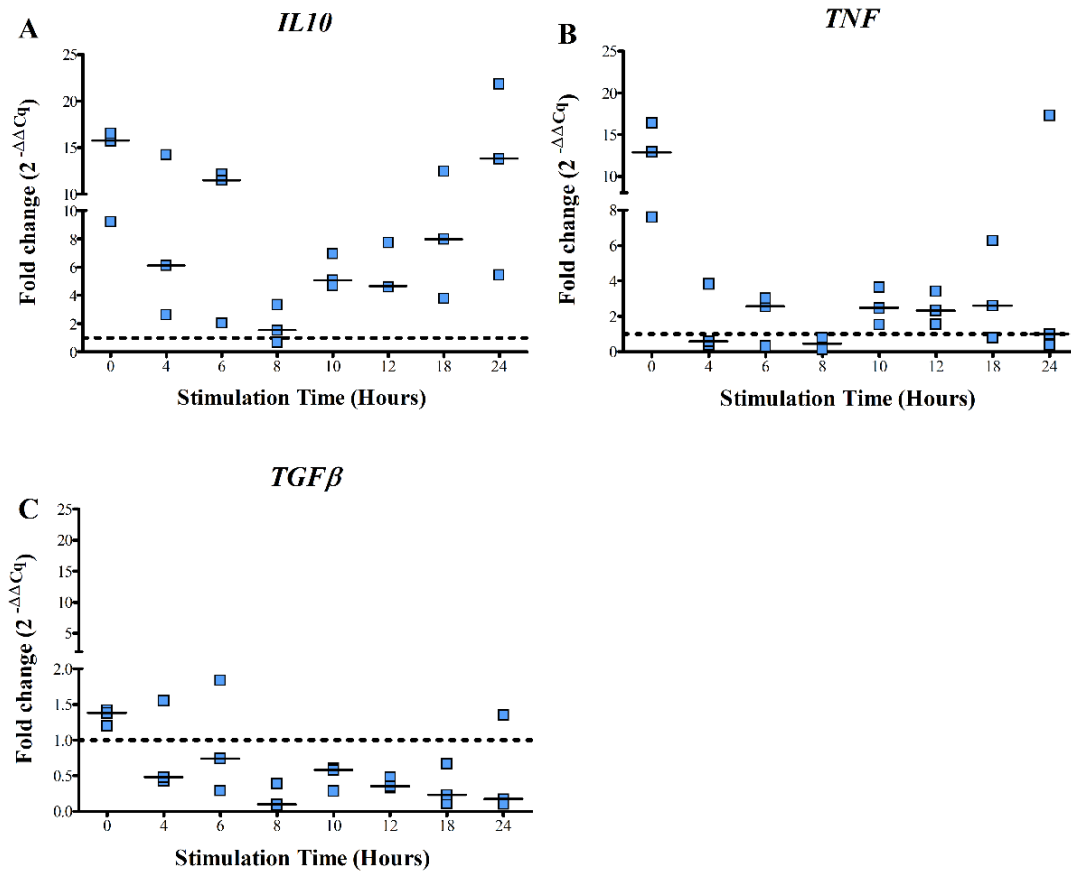 A
IL10
Fold change (2 -ΔΔCq)
25
20
15
10
10
8
6
4
2
0
0 4 6 8 10 12 18 24
Stimulation Time (Hours)
B
TNF
Fold change (2 -ΔΔCq)
25
20
15
10
8
6
4
2
0
0 4 6 8 10 12 18 24
Stimulation Time (Hours)
C
TGFβ
Fold change (2 -ΔΔCq)
25
20
15
10
5
2.0
1.5
1.0
0.5
0.0
0 4 6 8 10 12 18 24
Stimulation Time (Hours)